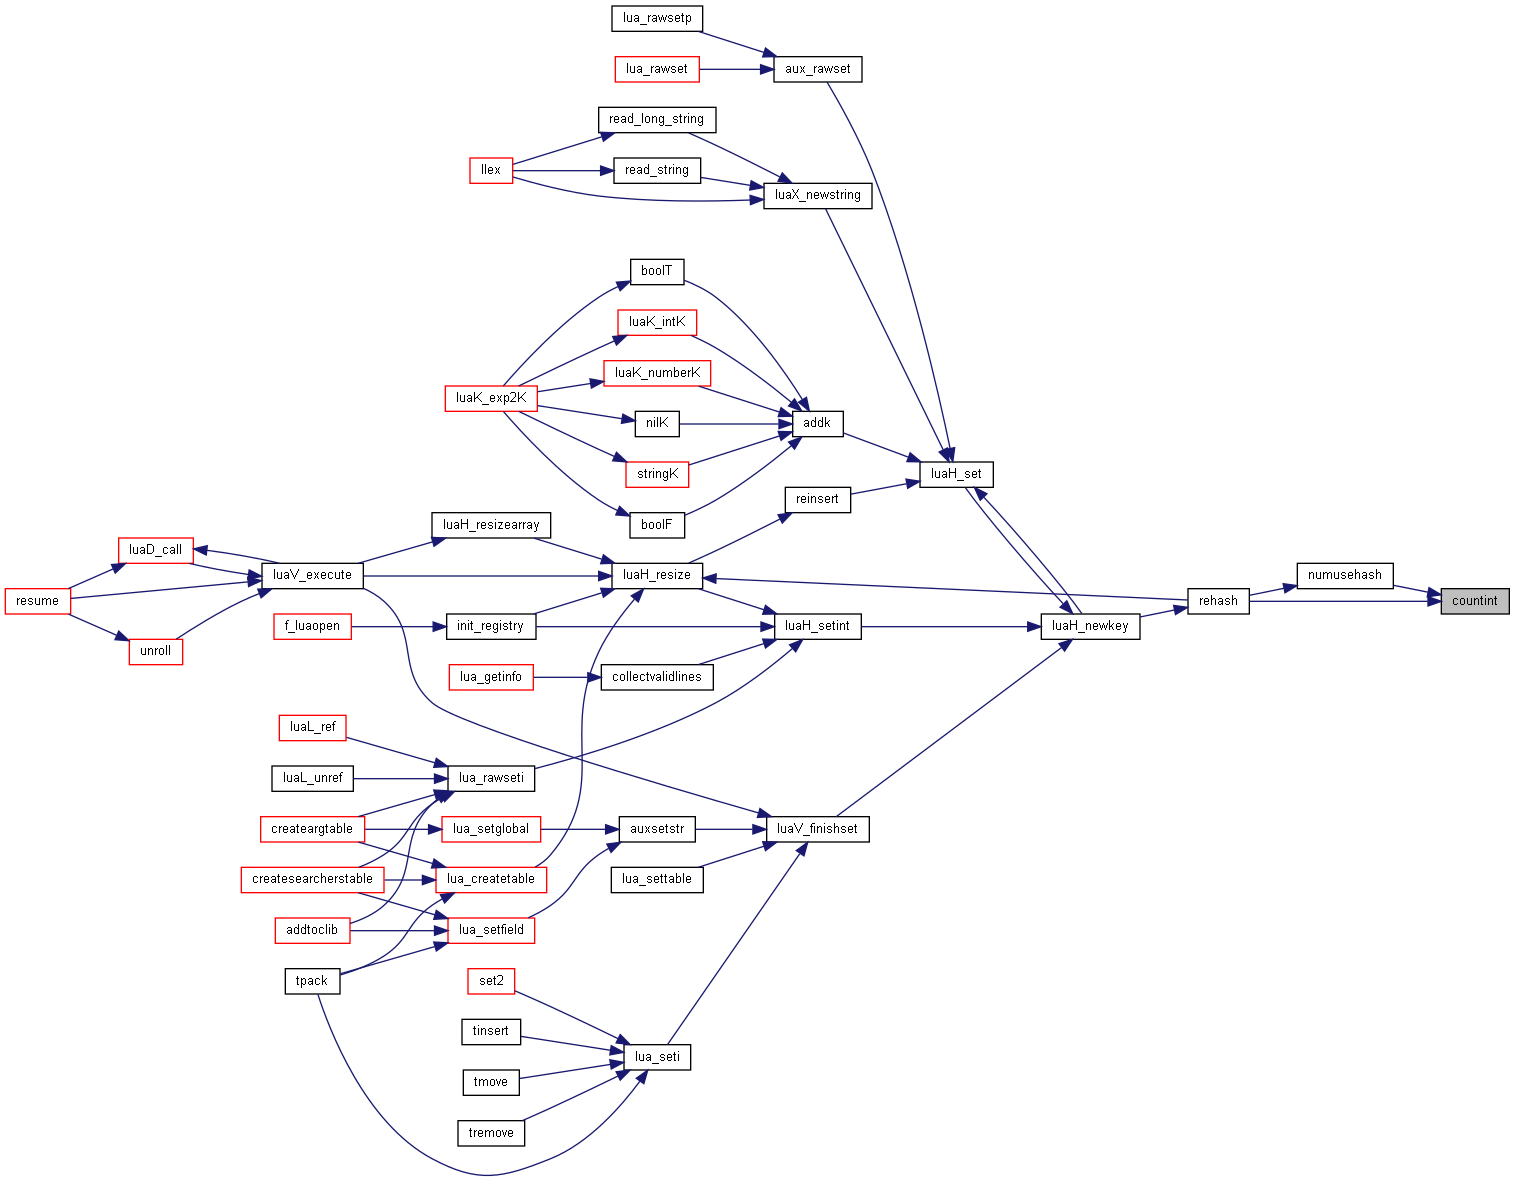 lua_rawsetp
lua_rawset
aux_rawset
read_long_string
llex
read_string
luaX_newstring
boolT
luaK_intK
luaK_numberK
luaK_exp2K
nilK
addk
stringK
luaH_set
reinsert
boolF
luaH_resizearray
luaD_call
luaV_execute
luaH_resize
numusehash
resume
rehash
countint
f_luaopen
init_registry
luaH_setint
luaH_newkey
unroll
lua_getinfo
collectvalidlines
luaL_ref
luaL_unref
lua_rawseti
createargtable
lua_setglobal
auxsetstr
luaV_finishset
createsearcherstable
lua_createtable
lua_settable
addtoclib
lua_setfield
tpack
set2
tinsert
lua_seti
tmove
tremove